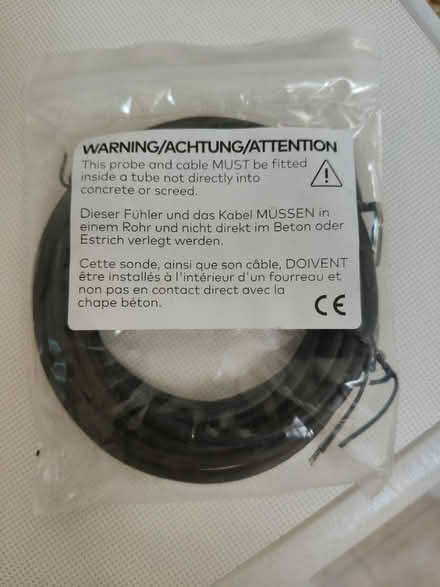 WARNING/ACHTUNG/ATTENTION
This probe and cable MUST be fitted
inside a tube not directly into
concrete or screed.
Dieser Fühler und das Kabel MÜSSEN in
einem Rohr und nicht direkt im Beton oder
Estrich verlegt werden.
Cette sonde, ainsi que son câble, DOIVENT
être installés à l'intérieur d'un fourreau et
non pas en contact direct avec la
chape béton.
CE